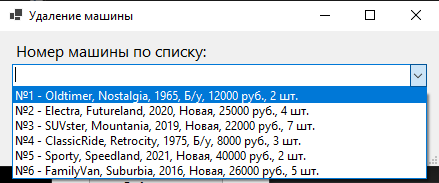 Удаление машины
Номер машины по списку:
№1 - Oldtimer, Nostalgia, 1965, Б/у, 12000 руб., 2 шт.
№2 - Electra, Futureland, 2020, Новая, 25000 руб., 4 шт.
№3 - SUVster, Mountania, 2019, Новая, 22000 руб., 7 шт.
№4 - ClassicRide, Retrocity, 1975, Б/у, 8000 руб., 3 шт.
№5 - Sporty, Speedland, 2021, Новая, 40000 руб., 2 шт.
№6 - FamilyVan, Suburbia, 2016, Новая, 26000 руб., 5 шт.